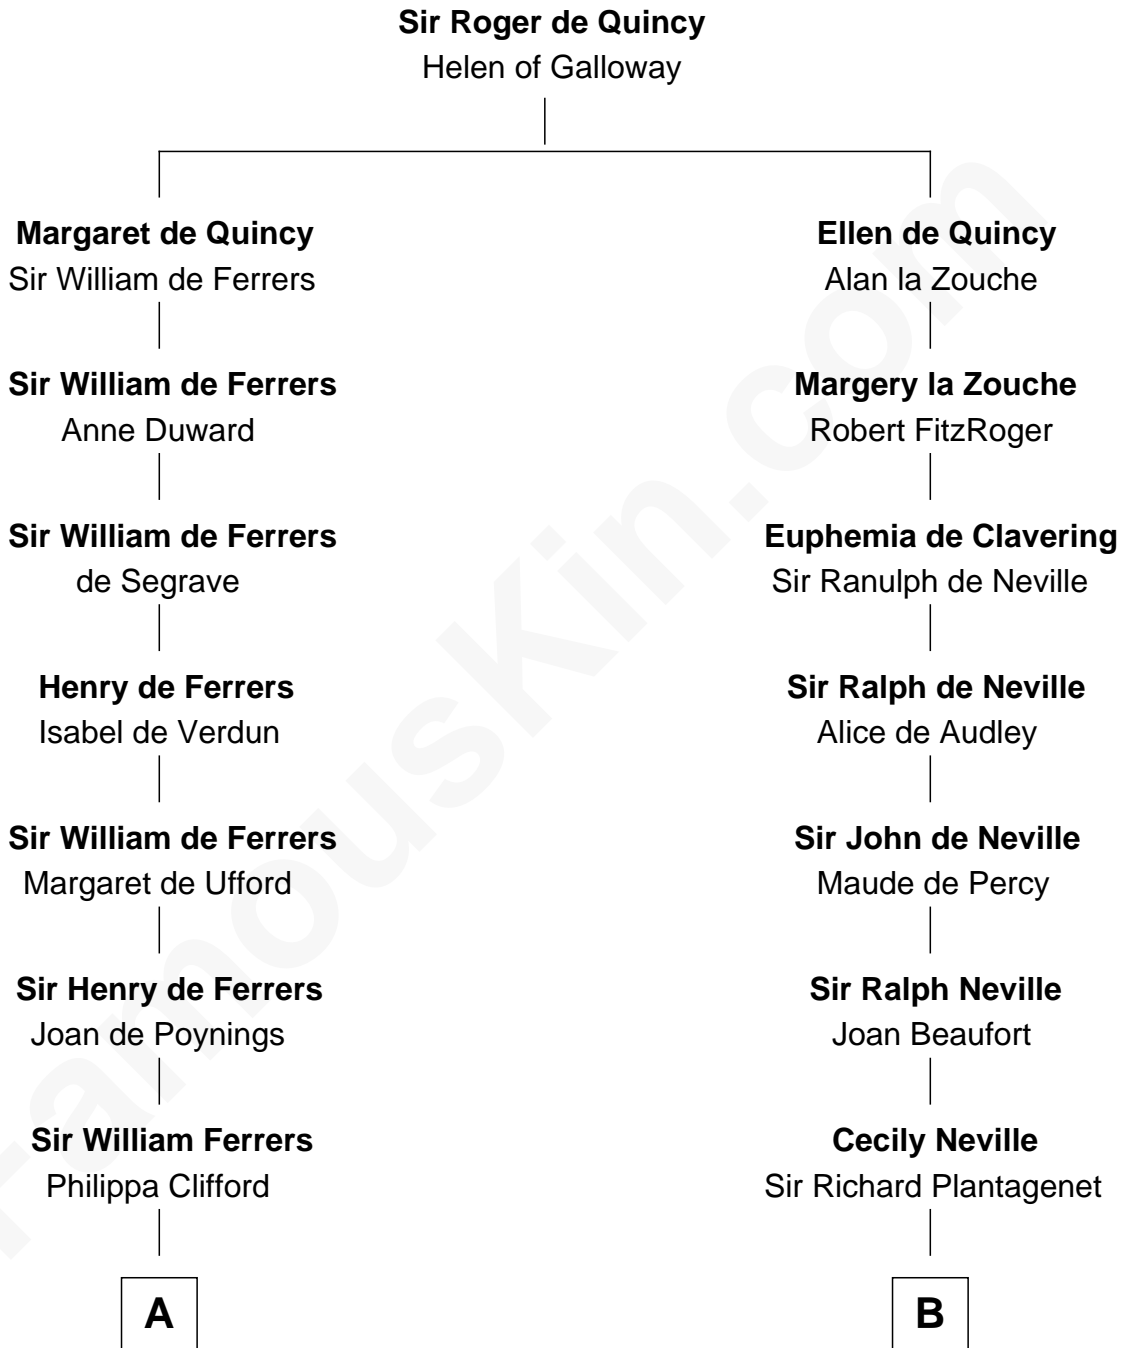 Sir Roger de Quincy
Helen of Galloway
Margaret de Quincy
Sir William de Ferrers
Ellen de Quincy
Alan la Zouche
Sir William de Ferrers
Anne Duward
Margery la Zouche
Robert FitzRoger
Sir William de Ferrers
de Segrave
Euphemia de Clavering
Sir Ranulph de Neville
Henry de Ferrers
Isabel de Verdun
Sir Ralph de Neville
Alice de Audley
Sir William de Ferrers
Margaret de Ufford
Sir John de Neville
Maude de Percy
Sir Henry de Ferrers
Joan de Poynings
Sir Ralph Neville
Joan Beaufort
Sir William Ferrers
Philippa Clifford
Cecily Neville
Sir Richard Plantagenet
A
B
FamousKin.com